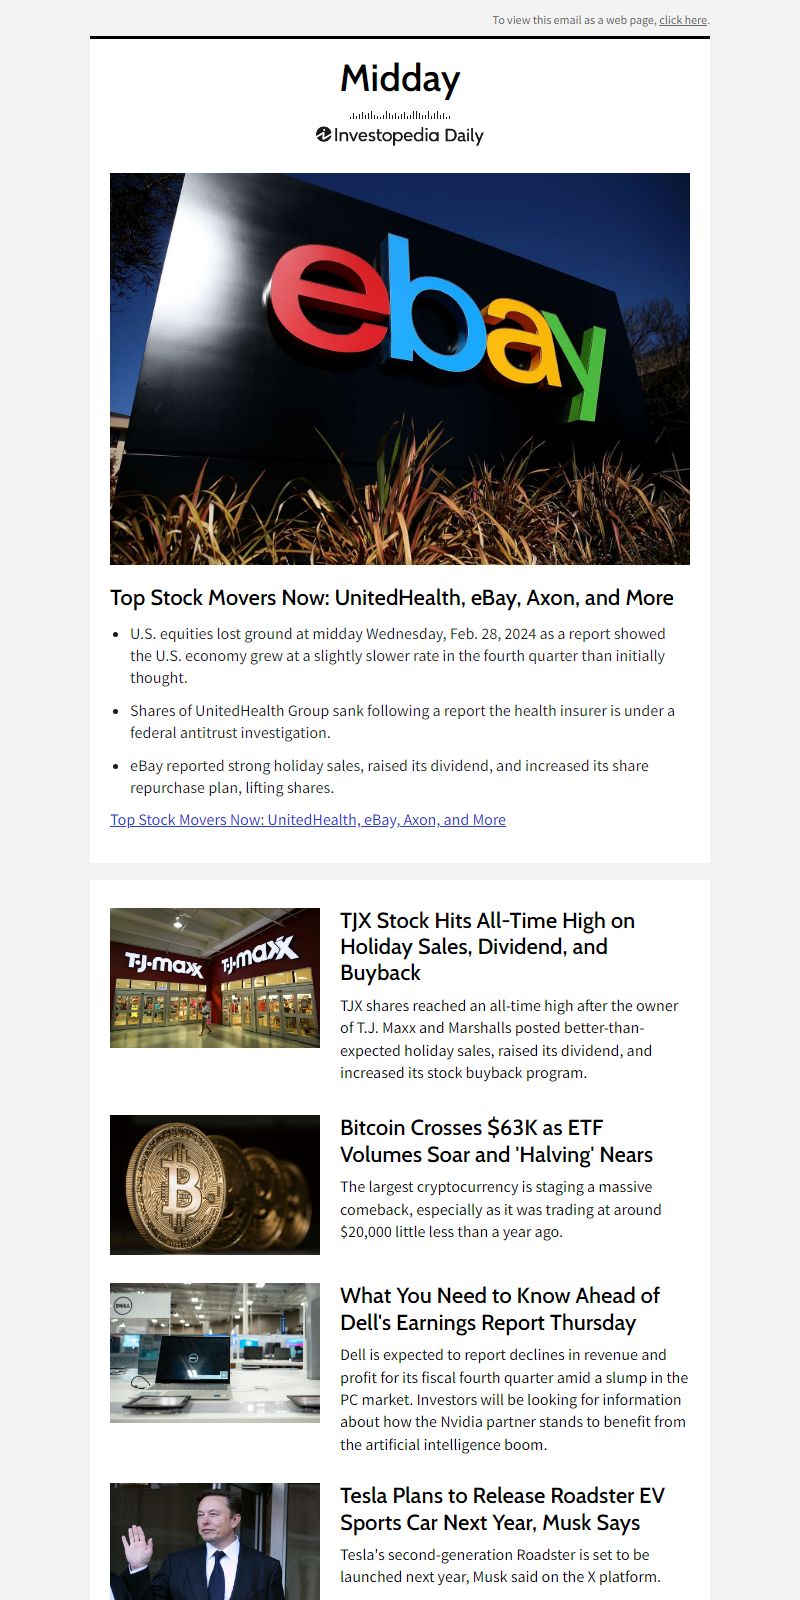 To view this email as a web page, click here.
Midday
Investopedia Daily
ebay
Top Stock Movers Now: UnitedHealth, eBay, Axon, and More
• U.S. equities lost ground at midday Wednesday, Feb. 28, 2024 as a report showed
the U.S. economy grew at a slightly slower rate in the fourth quarter than initially
thought.
• Shares of UnitedHealth Group sank following a report the health insurer is under a
federal antitrust investigation.
• eBay reported strong holiday sales, raised its dividend, and increased its share
repurchase plan, lifting shares.
Top Stock Movers Now: UnitedHealth, eBay, Axon, and More
T·J·maxx T·J·maxx
TJX Stock Hits All-Time High on
Holiday Sales, Dividend, and
Buyback
TJX shares reached an all-time high after the owner
of T.J. Maxx and Marshalls posted better-than-
expected holiday sales, raised its dividend, and
increased its stock buyback program.
Bitcoin Crosses $63K as ETF
Volumes Soar and 'Halving' Nears
The largest cryptocurrency is staging a massive
comeback, especially as it was trading at around
$20,000 little less than a year ago.
DELL
What You Need to Know Ahead of
Dell's Earnings Report Thursday
Dell is expected to report declines in revenue and
profit for its fiscal fourth quarter amid a slump in the
PC market. Investors will be looking for information
about how the Nvidia partner stands to benefit from
the artificial intelligence boom.
Tesla Plans to Release Roadster EV
Sports Car Next Year, Musk Says
Tesla's second-generation Roadster is set to be
launched next year, Musk said on the X platform.